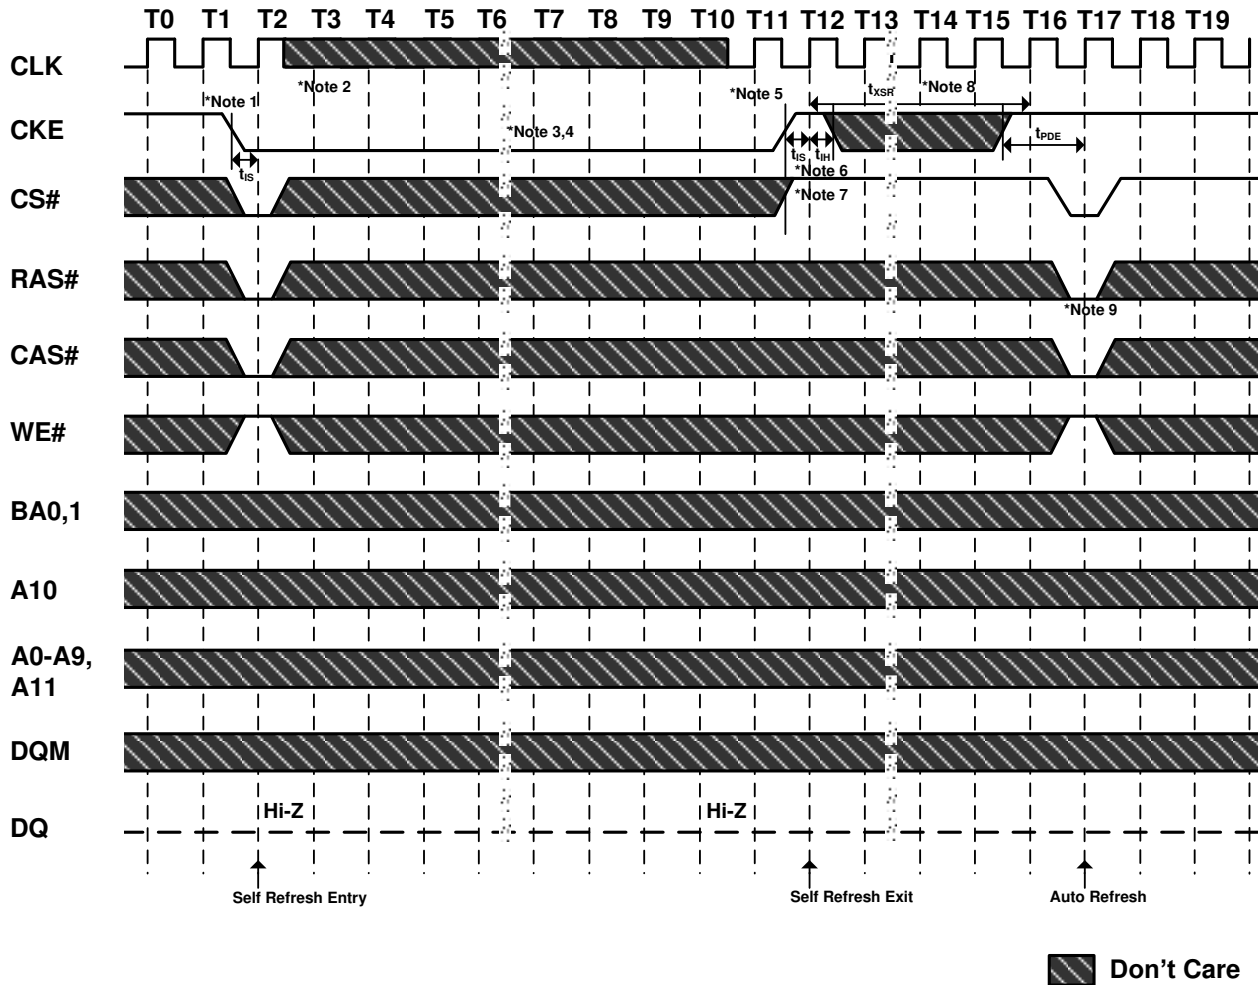 T0 T1 T2 T3 T4 T5 T6 T7 T8 T9 T10 T11 T12 T13 T14 T15 T16 T17 T18 T19
CLK
*Note 2
*Note 5
tXSR
*Note 8
*Note 1
CKE
*Note 3,4
tIS
tIS
tIH
tPDE
*Note 6
CS#
*Note 7
RAS#
*Note 9
CAS#
WE#
BA0,1
A10
A0-A9,
A11
DQM
Hi-Z
Hi-Z
DQ
Self Refresh Entry
Self Refresh Exit
Auto Refresh
Don't Care